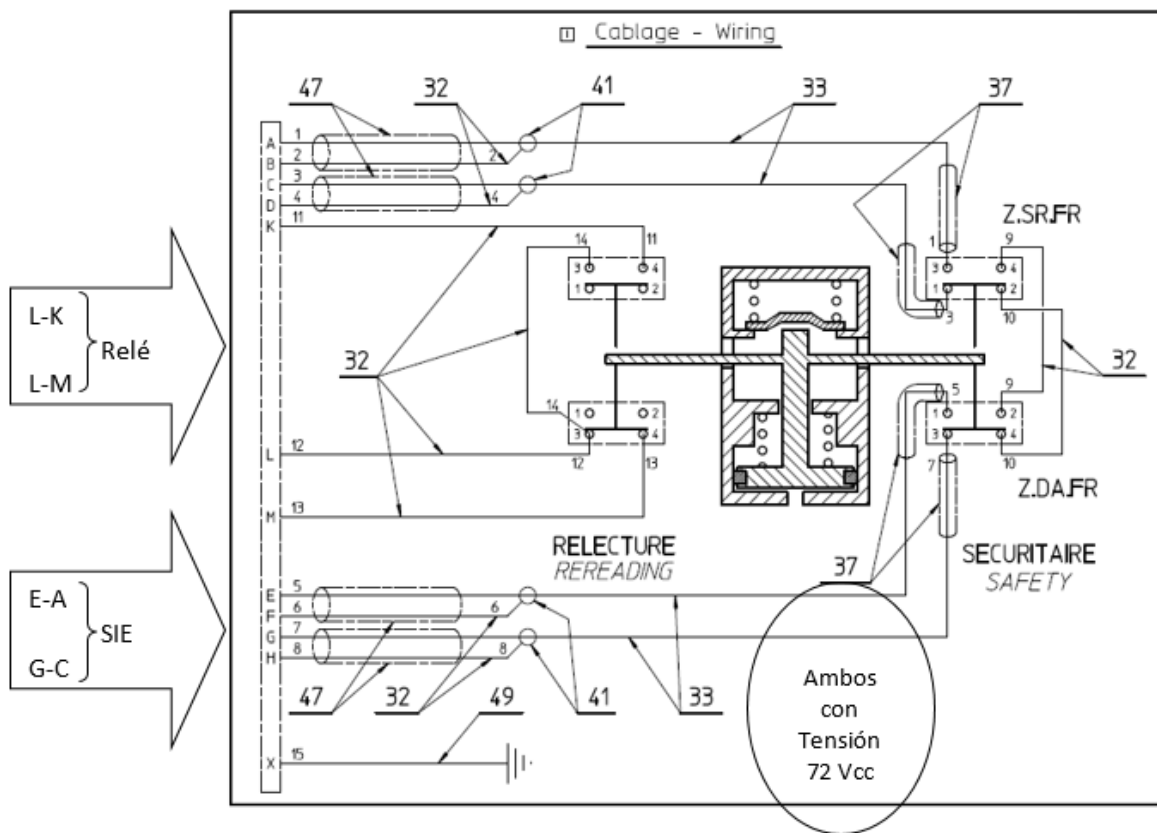 1 Cablage - Wiring
47 32 41 33 37
A 1
B 2 2
C 3
D 4 4
K 11
Z.SR.FR
14 11 1 9
3 4 3 4
1 2 1 2
3 10
L-K
Relé
L-M
32 32
5 9
14 1 2 1 2
3 4 3 4
L 12 12 13 7 10
Z.DA.FR
M 13
RELECTURE
REREADING
SECURITAIRE
SAFETY
37
E-A
SIE
G-C
E 5
F 6 6
G 7
H 8 8
47 32 49 41 33
X 15
Ambos
con
Tensión
72 Vcc